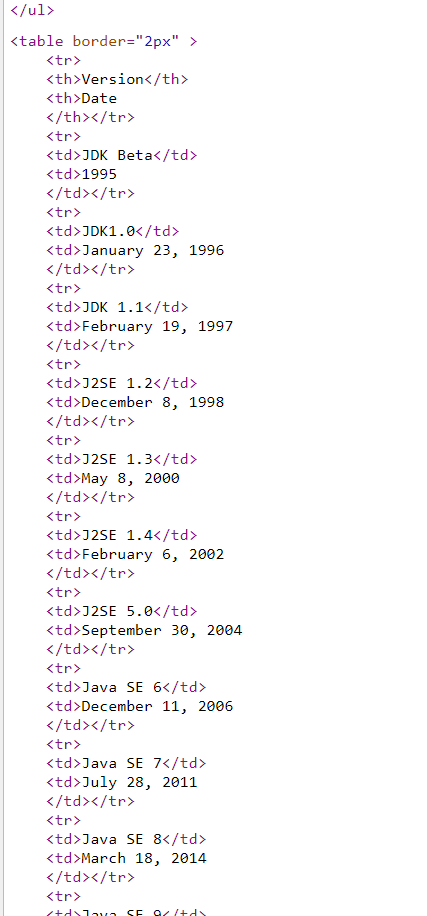 </ul>
<table border="2px" >
<tr>
<th>Version</th>
<th>Date
</th></tr>
<tr>
<td>JDK Beta</td>
<td>1995
</td></tr>
<tr>
<td>JDK1.0</td>
<td>January 23, 1996
</td></tr>
<tr>
<td>JDK 1.1</td>
<td>February 19, 1997
</td></tr>
<tr>
<td>J2SE 1.2</td>
<td>December 8, 1998
</td></tr>
<tr>
<td>J2SE 1.3</td>
<td>May 8, 2000
</td></tr>
<tr>
<td>J2SE 1.4</td>
<td>February 6, 2002
</td></tr>
<tr>
<td>J2SE 5.0</td>
<td>September 30, 2004
</td></tr>
<tr>
<td>Java SE 6</td>
<td>December 11, 2006
</td></tr>
<tr>
<td>Java SE 7</td>
<td>July 28, 2011
</td></tr>
<tr>
<td>Java SE 8</td>
<td>March 18, 2014
</td></tr>
<tr>
<td>Java SE 9</td>